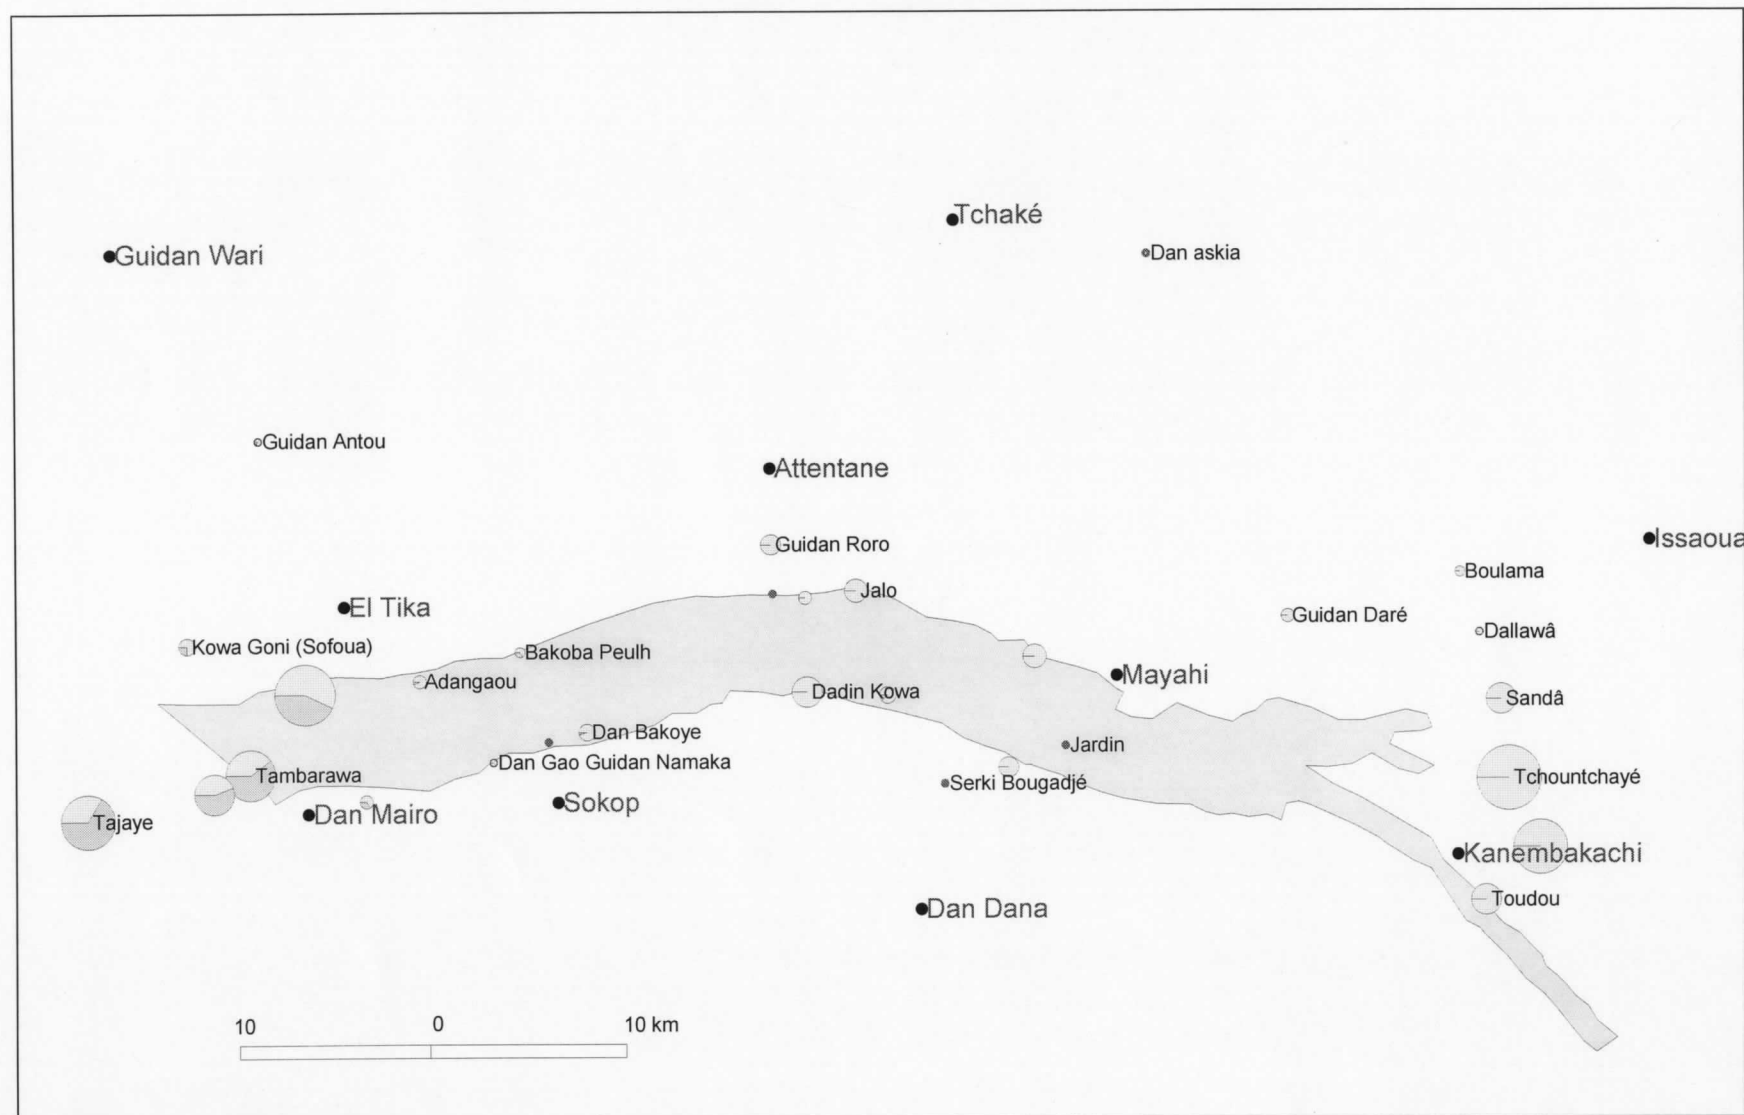 Tchaké
Dan askia
Guidan Wari
Guidan Antou
Attentane
Issaoua
Guidan Roro
Boulama
Jalo
El Tika
Guidan Daré
Dallawâ
Kowa Goni (Sofoua)
Bakoba Peulh
Mayahi
Adangaou
Dadin Kowa
Sandâ
Dan Bakoye
Jardin
Dan Gao Guidan Namaka
Tambarawa
Tchountchayé
Serki Bougadjé
Sokop
Dan Mairo
Tajaye
Kanembakachi
Toudou
Dan Dana
10 0 10 km